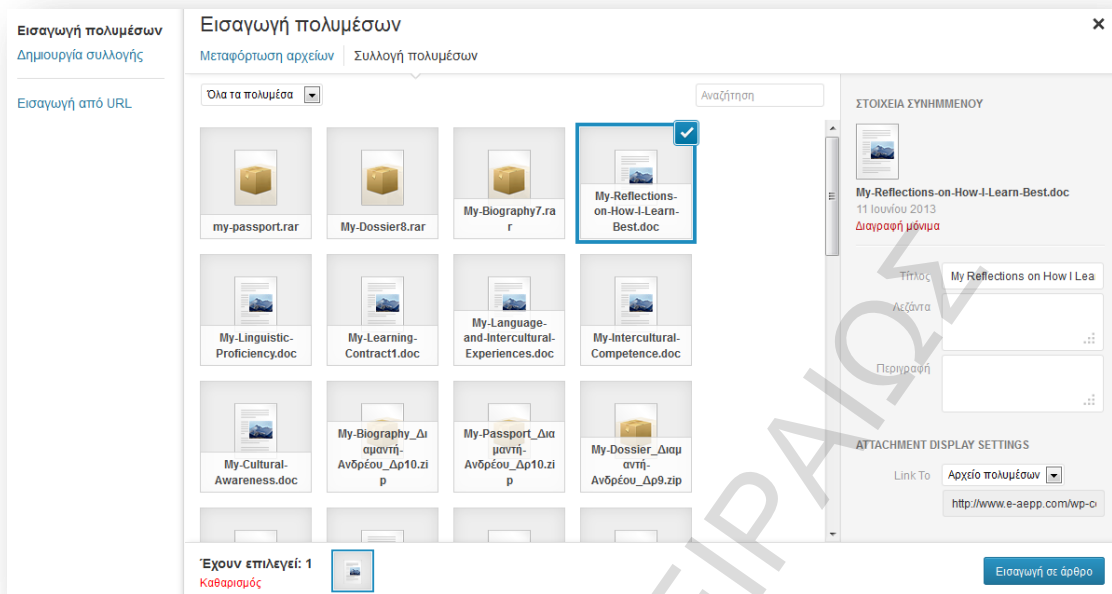 Εισαγωγή πολυμέσων
Δημιουργία συλλογής
Εισαγωγή από URL
Εισαγωγή πολυμέσων
Μεταφόρτωση αρχείων
Συλλογή πολυμέσων
Όλα τα πολυμέσα
Αναζήτηση
my-passport.rar
My-Dossier8.rar
My-Biography7.ra
r
My-Reflections-
on-How-I-Learn-
Best.doc
My-Linguistic-
Proficiency.doc
My-Learning-
Contract1.doc
My-Language-
and-Intercultural-
Experiences.doc
My-Intercultural-
Competence.doc
My-Cultural-
Awareness.doc
My-Biography_Δι
αμαντή-
Ανδρέου_Δρ10.zi
p
My-Passport_Δια
μαντή-
Ανδρέου_Δρ10.zi
p
My-Dossier_Διαμ
αντή-
Ανδρέου_Δρ9.zip
ΣΤΟΙΧΕΙΑ ΣΥΝΗΜΜΕΝΟΥ
My-Reflections-on-How-I-Learn-Best.doc
11 Ιουνίου 2013
Διαγραφή μόνιμα
Τίτλος
My Reflections on How I Lea
Λεζάντα
Περιγραφή
ATTACHMENT DISPLAY SETTINGS
Link To
Αρχείο πολυμέσων
http://www.e-aepp.com/wp-c
Έχουν επιλεγεί: 1
Καθαρισμός
Εισαγωγή σε άρθρο
ΕΙΡΑΙΩΣ